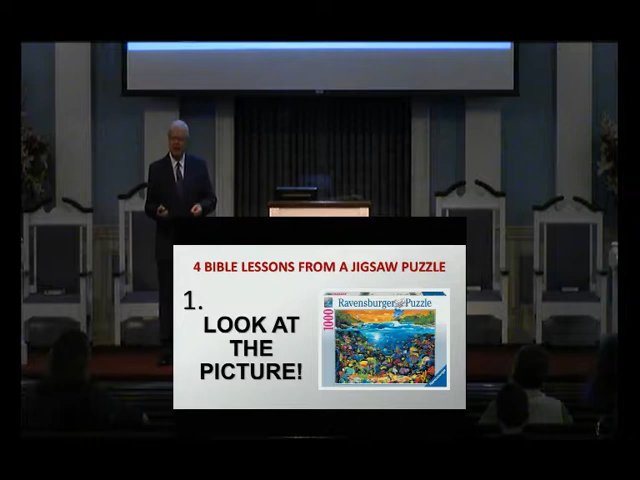 4 BIBLE LESSONS FROM A JIGSAW PUZZLE
1.
LOOK AT
THE
PICTURE!
Ravensburger Puzzle
1000